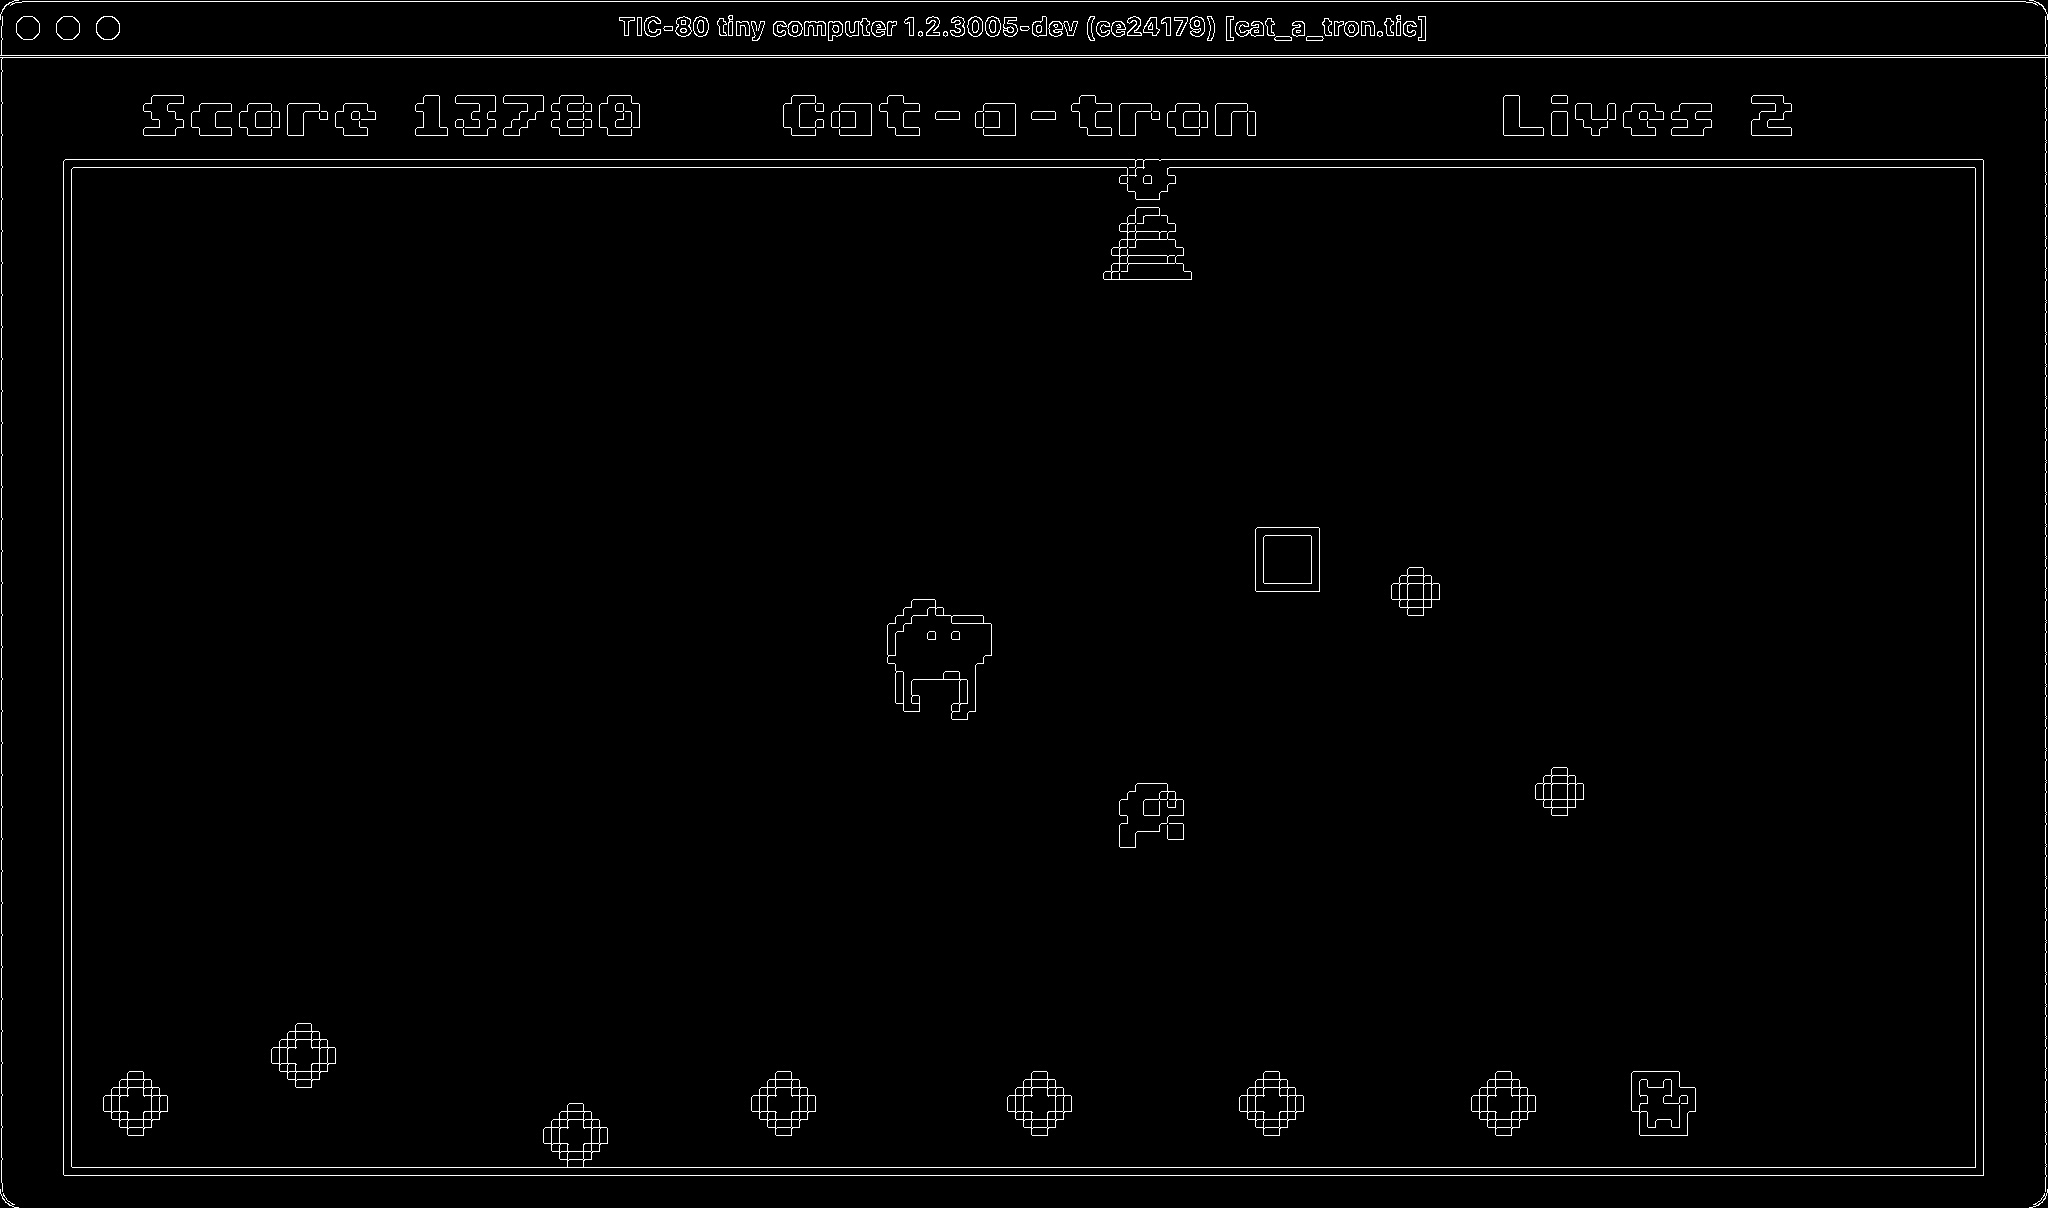 TIC-80 tiny computer 1.2.3005-dev (ce24179) [cat_a_tron.tic]
Score 13780 Cat-a-tron Lives 2